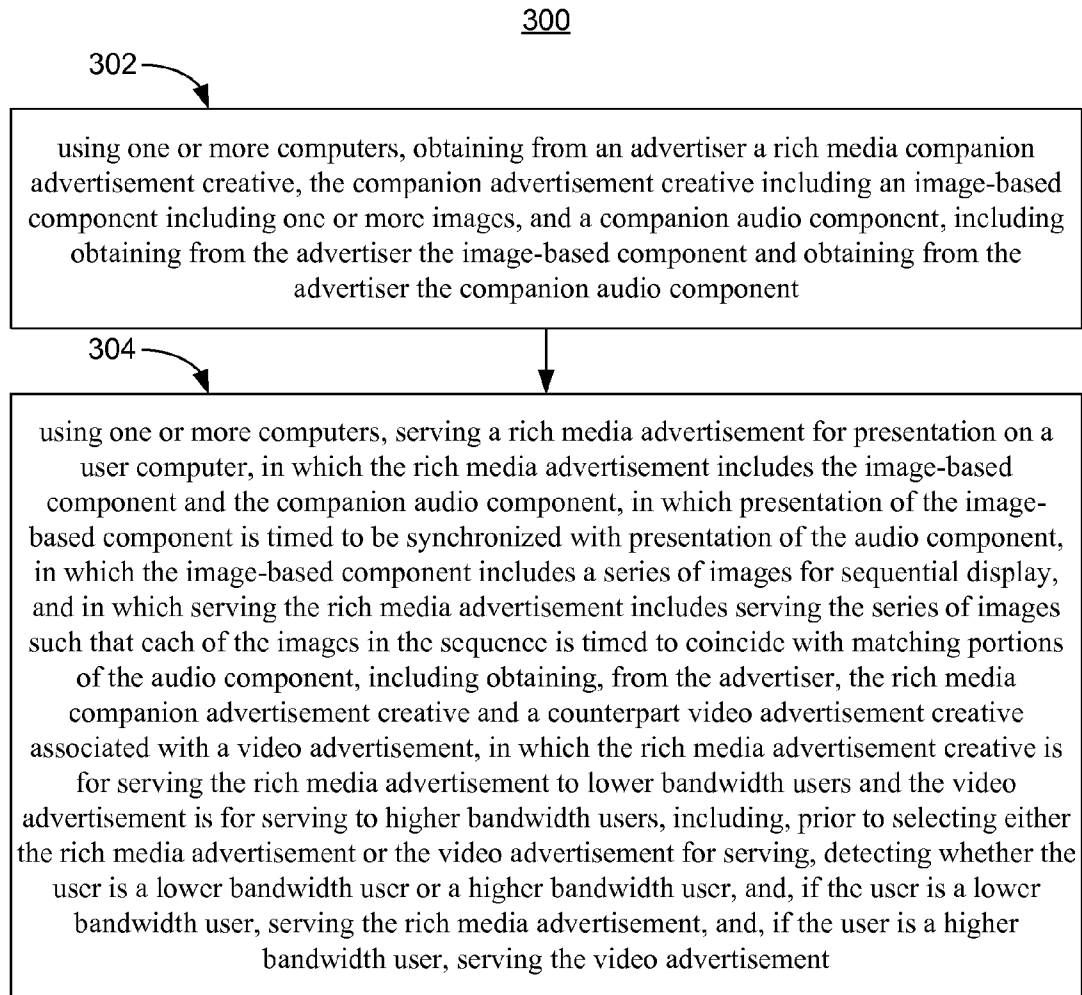 300
302
using one or more computers, obtaining from an advertiser a rich media companion
advertisement creative, the companion advertisement creative including an image-based
component including one or more images, and a companion audio component, including
obtaining from the advertiser the image-based component and obtaining from the
advertiser the companion audio component
304
using one or more computers, serving a rich media advertisement for presentation on a
user computer, in which the rich media advertisement includes the image-based
component and the companion audio component, in which presentation of the image-
based component is timed to be synchronized with presentation of the audio component,
in which the image-based component includes a series of images for sequential display,
and in which serving the rich media advertisement includes serving the series of images
such that each of the images in the sequence is timed to coincide with matching portions
of the audio component, including obtaining, from the advertiser, the rich media
companion advertisement creative and a counterpart video advertisement creative
associated with a video advertisement, in which the rich media advertisement creative is
for serving the rich media advertisement to lower bandwidth users and the video
advertisement is for serving to higher bandwidth users, including, prior to selecting either
the rich media advertisement or the video advertisement for serving, detecting whether the
user is a lower bandwidth user or a higher bandwidth user, and, if the user is a lower
bandwidth user, serving the rich media advertisement, and, if the user is a higher
bandwidth user, serving the video advertisement